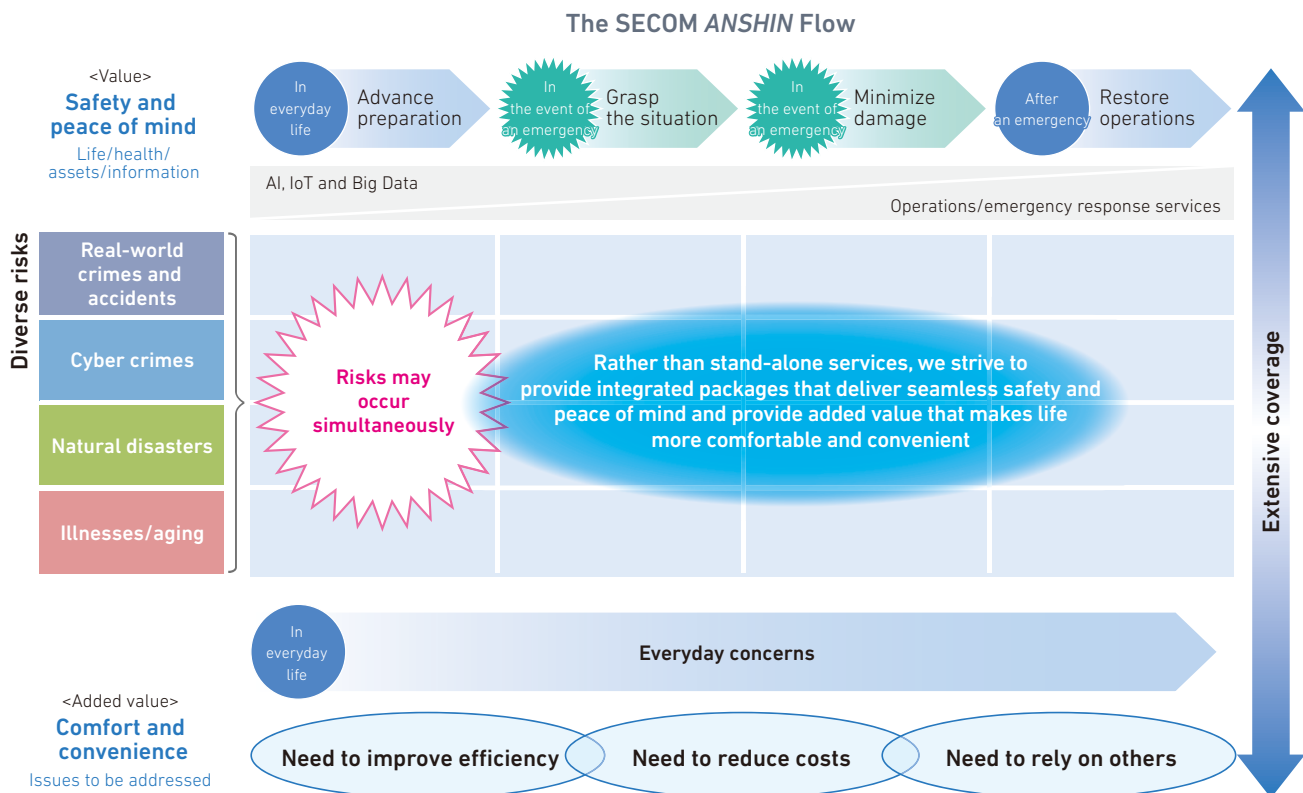 The SECOM ANSHIN Flow
<Value>
Safety and
peace of mind
Life/health/
assets/information
In
everyday
life
Advance
preparation
In
the event of
an emergency
Grasp
the situation
In
the event of
an emergency
Minimize
damage
After
an emergency
Restore
operations
AI, IoT and Big Data
Operations/emergency response services
Diverse risks
Real-world
crimes and
accidents
Cyber crimes
Natural disasters
Illnesses/aging
Risks may
occur
simultaneously
Rather than stand-alone services, we strive to
provide integrated packages that deliver seamless safety and
peace of mind and provide added value that makes life
more comfortable and convenient
Extensive coverage
In
everyday
life
Everyday concerns
<Added value>
Comfort and
convenience
Issues to be addressed
Need to improve efficiency
Need to reduce costs
Need to rely on others